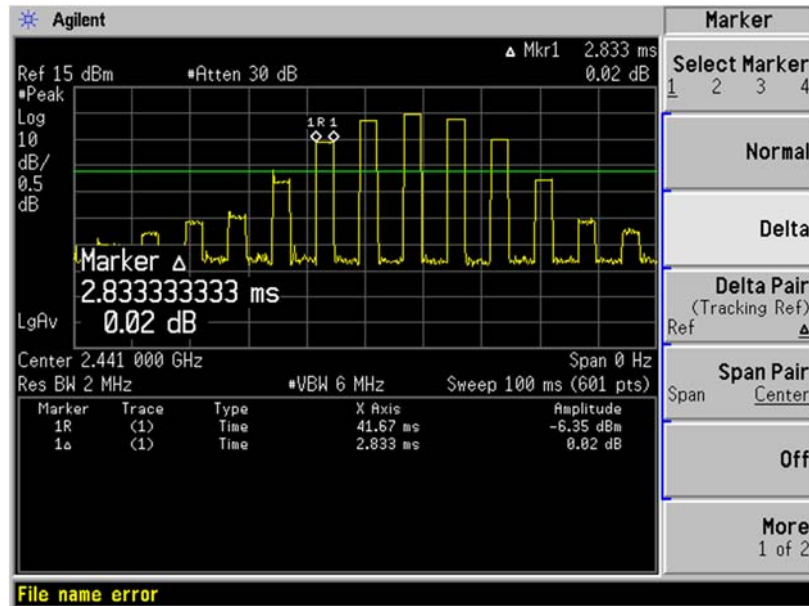 Agilent
Marker
▵ Mkr1 2.833 ms
Ref 15 dBm #Atten 30 dB 0.02 dB
#Peak
Log
10
dB/
0.5
dB
1R 1
Marker ▵
2.833333333 ms
0.02 dB
LgAv
Center 2.441 000 GHz Span 0 Hz
Res BW 2 MHz #VBW 6 MHz Sweep 100 ms (601 pts)
Marker Trace Type X Axis Amplitude
1R (1) Time 41.67 ms -6.35 dBm
1▵ (1) Time 2.833 ms 0.02 dB
Select Marker
1 2 3 4
Normal
Delta
Delta Pair
(Tracking Ref)
Ref ▵
Span Pair
Span Center
Off
More
1 of 2
File name error